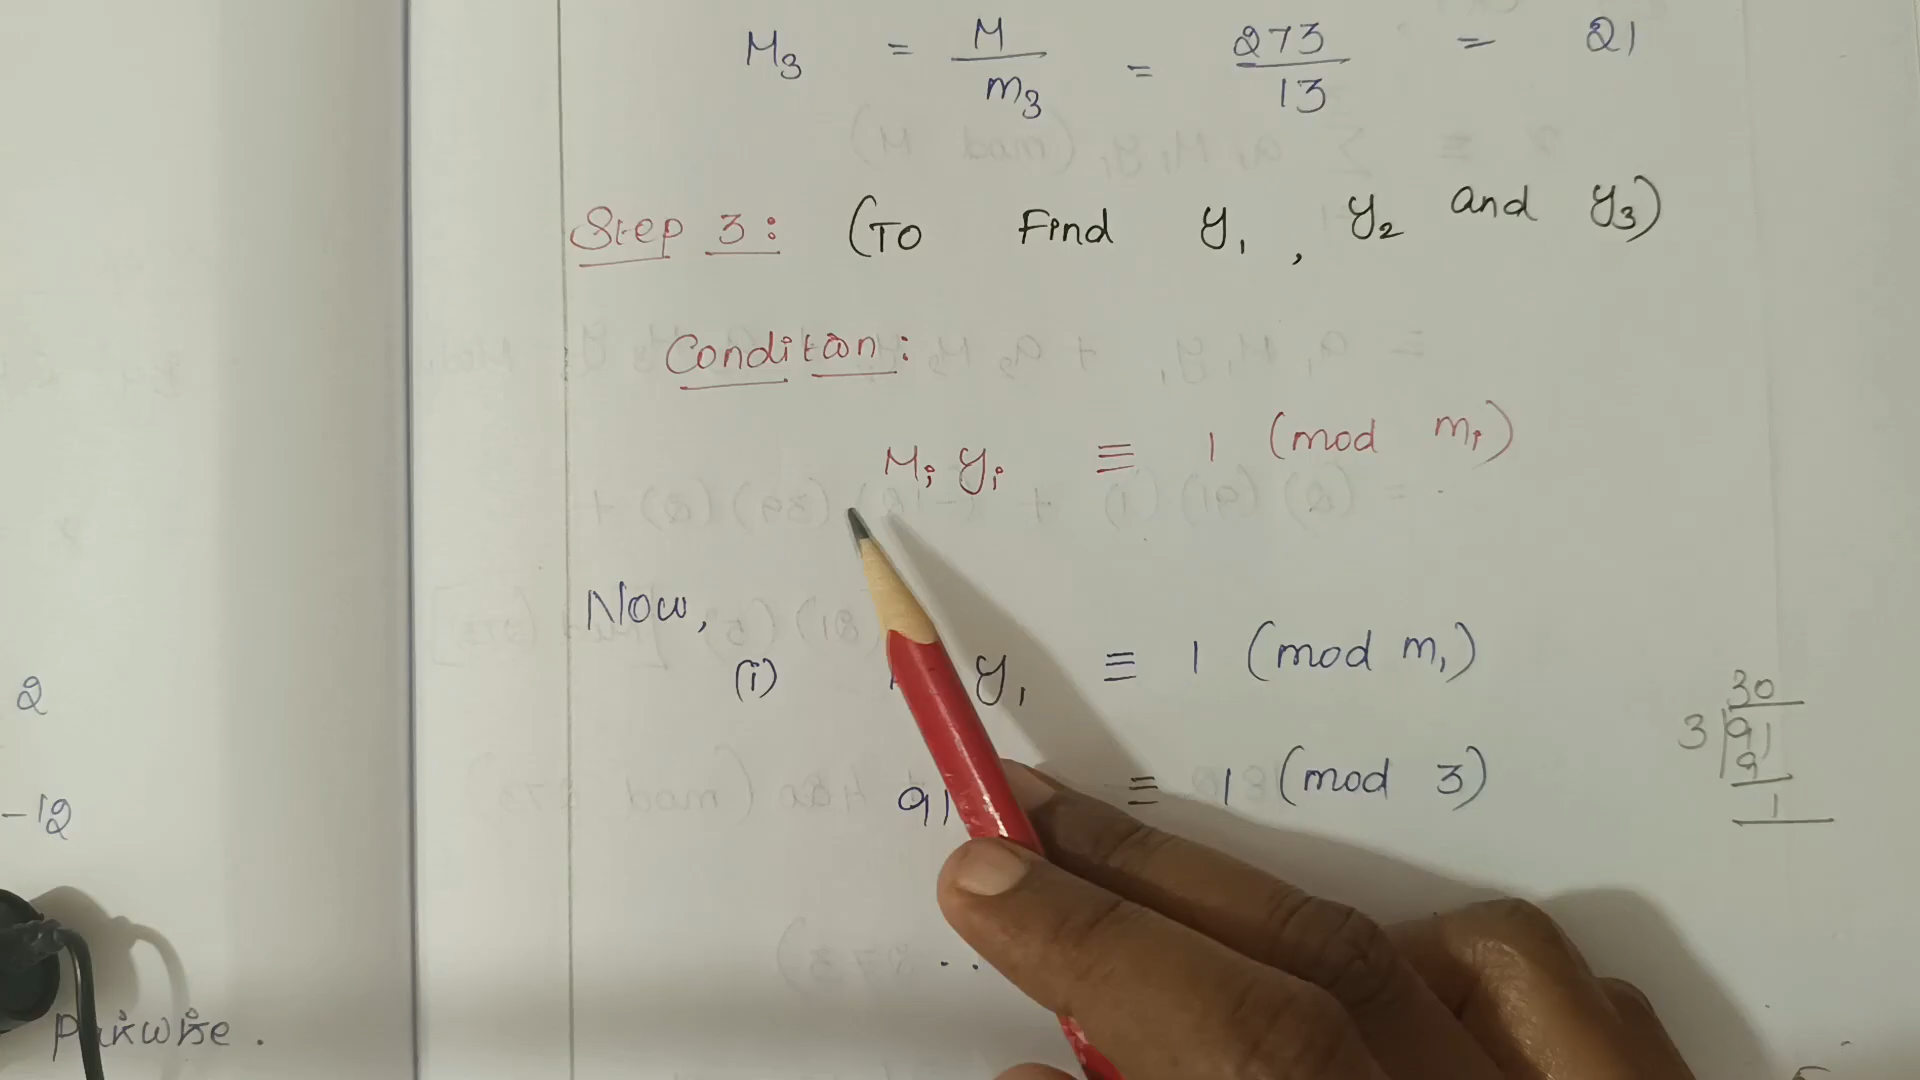 M₃ = M/m₃ = 273/13 = 21
Step 3: (To Find y₁, y₂ and y₃)
Conditon:
Mᵢ yᵢ ≡ 1 (mod mᵢ)
Now,
(i) y₁ ≡ 1 (mod m₁)
91 ≡ 1 (mod 3)
30
3 91
9
1
2
-12
Pairwise.